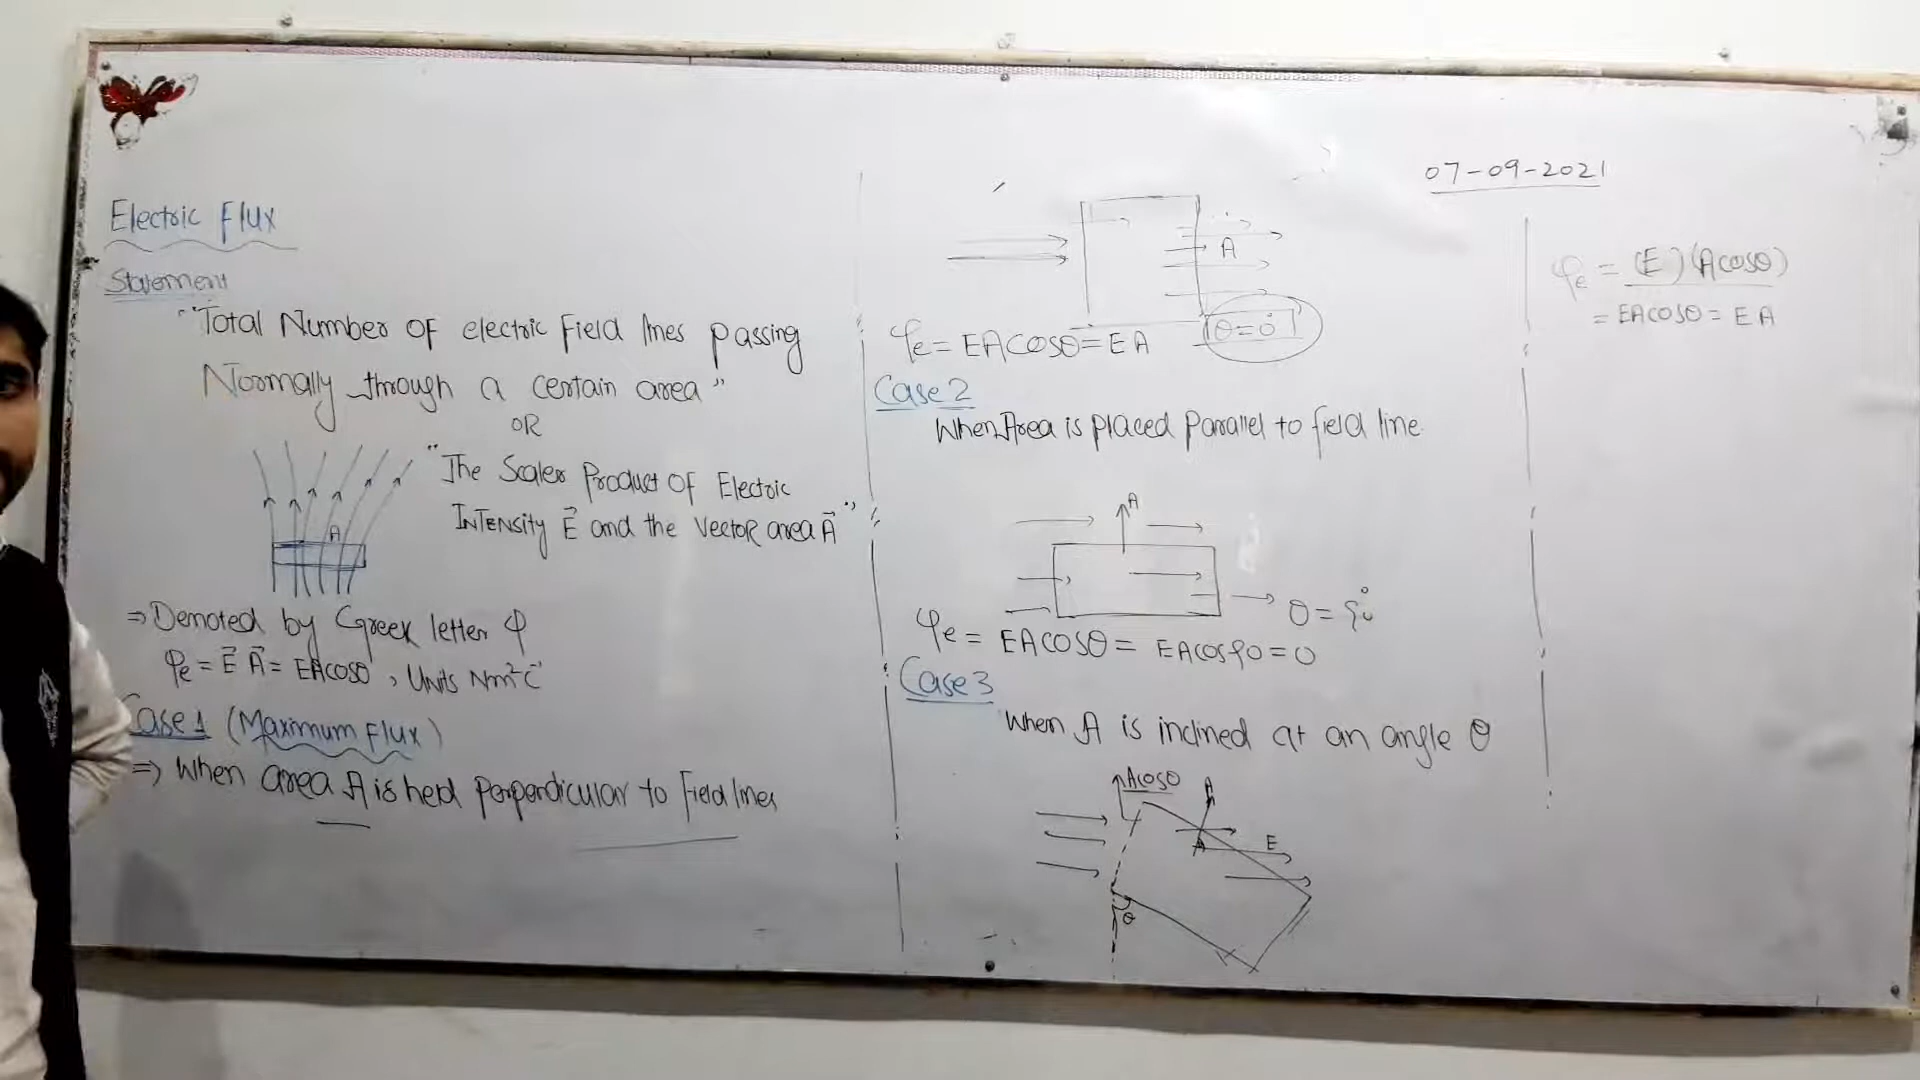 Electric Flux
Statement
"Total Number of electric Field lines passing
Normally through a certain area"
OR
"The Scaler Product of Electric
INTENSity E⃗ and the vector area A⃗"
A
⇒ Denoted by Greek letter φ
φe = E⃗ A⃗ = EACOSθ, Units Nm²C⁻
Case 1 (Maximum Flux)
⇒ When area A is held perpendicular to Field lines
A
φe = EACOSθ = EA
θ = 0°
Case 2
When Area is placed Parallel to field line
A
θ = 90°
φe = EACOSθ = EACOS90 = 0
Case 3
When A is inclined at an angle θ
ACOSθ
A
A
E
θ
07-09-2021
φe = (E)(ACOSθ)
= EACOSθ = EA